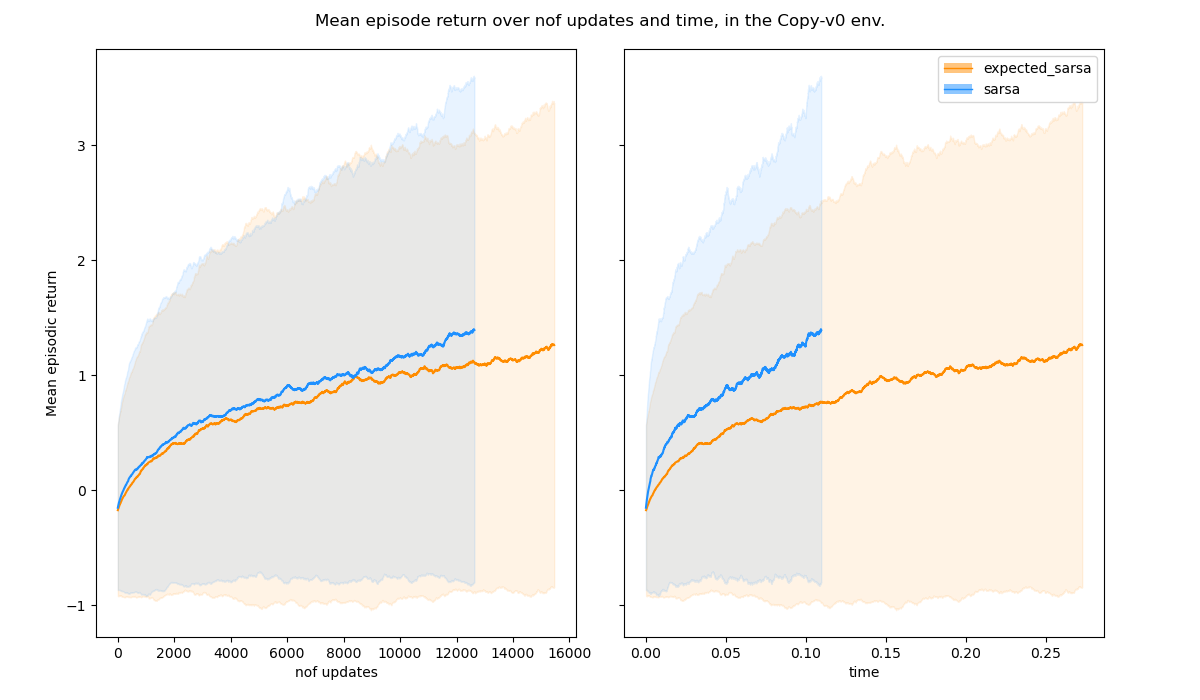 Mean episode return over nof updates and time, in the Copy-v0 env.
Mean episodic return
3
2
1
0
−1
0 2000 4000 6000 8000 10000 12000 14000 16000
nof updates
expected_sarsa
sarsa
0.00 0.05 0.10 0.15 0.20 0.25
time